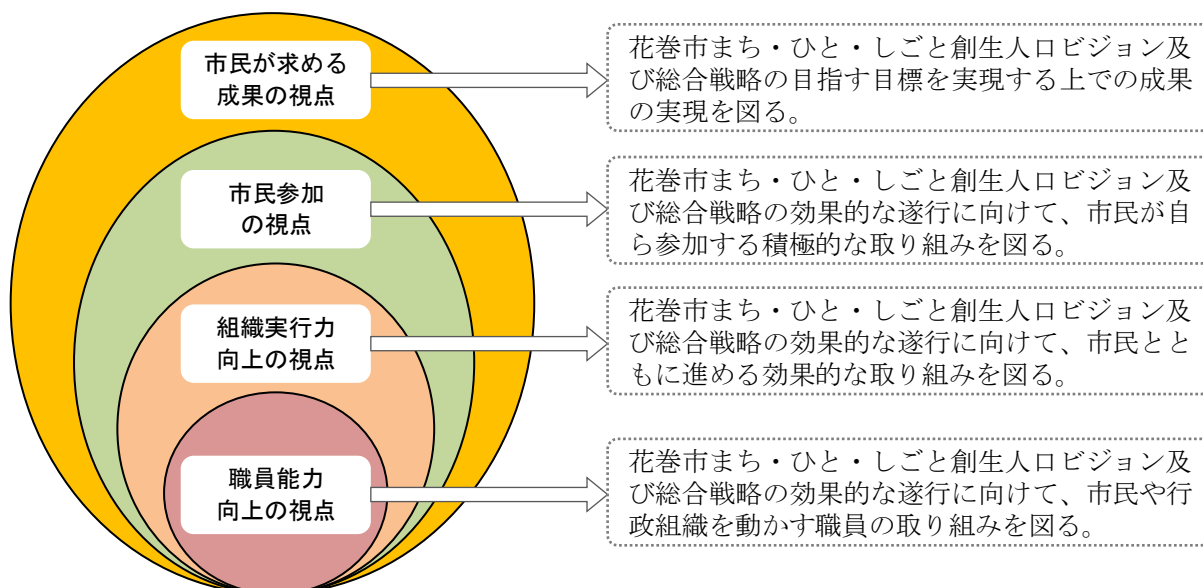 市民が求める
成果の視点
花巻市まち・ひと・しごと創生人口ビジョン及
び総合戦略の目指す目標を実現する上での成果
の実現を図る。
市民参加
の視点
花巻市まち・ひと・しごと創生人口ビジョン及
び総合戦略の効果的な遂行に向けて、市民が自
ら参加する積極的な取り組みを図る。
組織実行力
向上の視点
花巻市まち・ひと・しごと創生人口ビジョン及
び総合戦略の効果的な遂行に向けて、市民とと
もに進める効果的な取り組みを図る。
職員能力
向上の視点
花巻市まち・ひと・しごと創生人口ビジョン及
び総合戦略の効果的な遂行に向けて、市民や行
政組織を動かす職員の取り組みを図る。